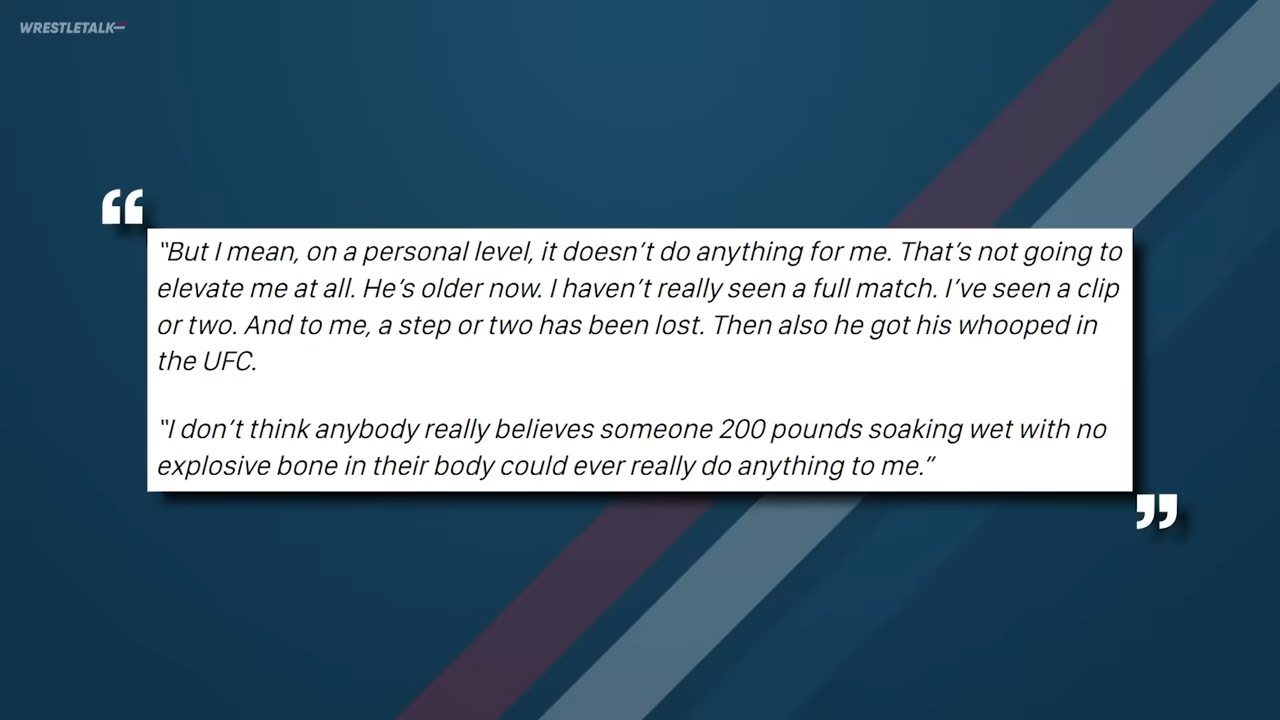 WRESTLETALK
“
“But I mean, on a personal level, it doesn’t do anything for me. That’s not going to
elevate me at all. He’s older now. I haven’t really seen a full match. I’ve seen a clip
or two. And to me, a step or two has been lost. Then also he got his whooped in
the UFC.
“I don’t think anybody really believes someone 200 pounds soaking wet with no
explosive bone in their body could ever really do anything to me.”
”